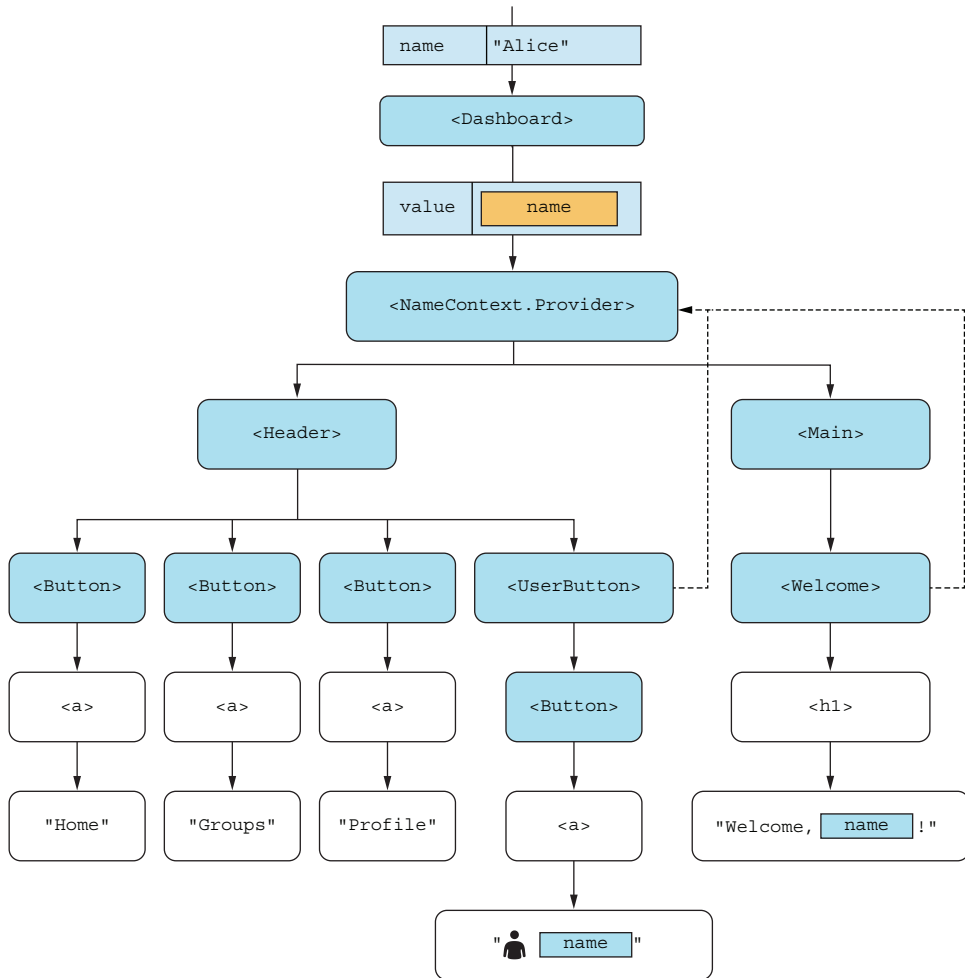 name "Alice"
<Dashboard>
value name
<NameContext.Provider>
<Header> <Main>
<Button> <Button> <Button> <UserButton> <Welcome>
<a> <a> <a> <Button> <h1>
"Home" "Groups" "Profile" <a> "Welcome, name !"
" name "